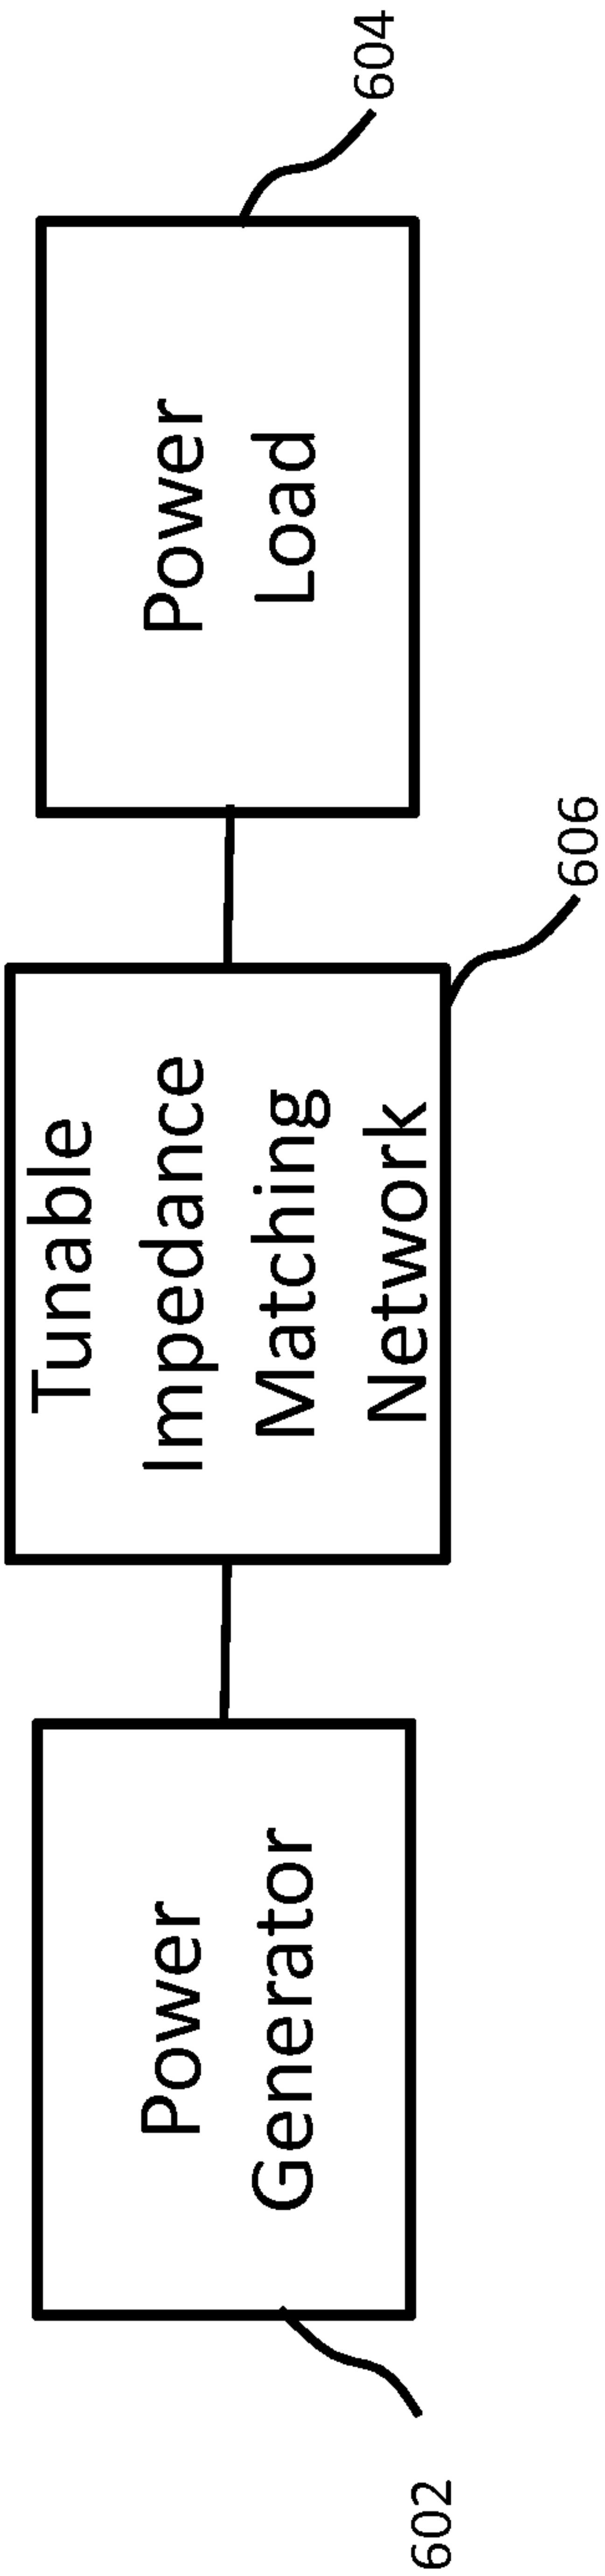 Power
Generator
602
Tunable
Impedance
Matching
Network
606
Power
Load
604